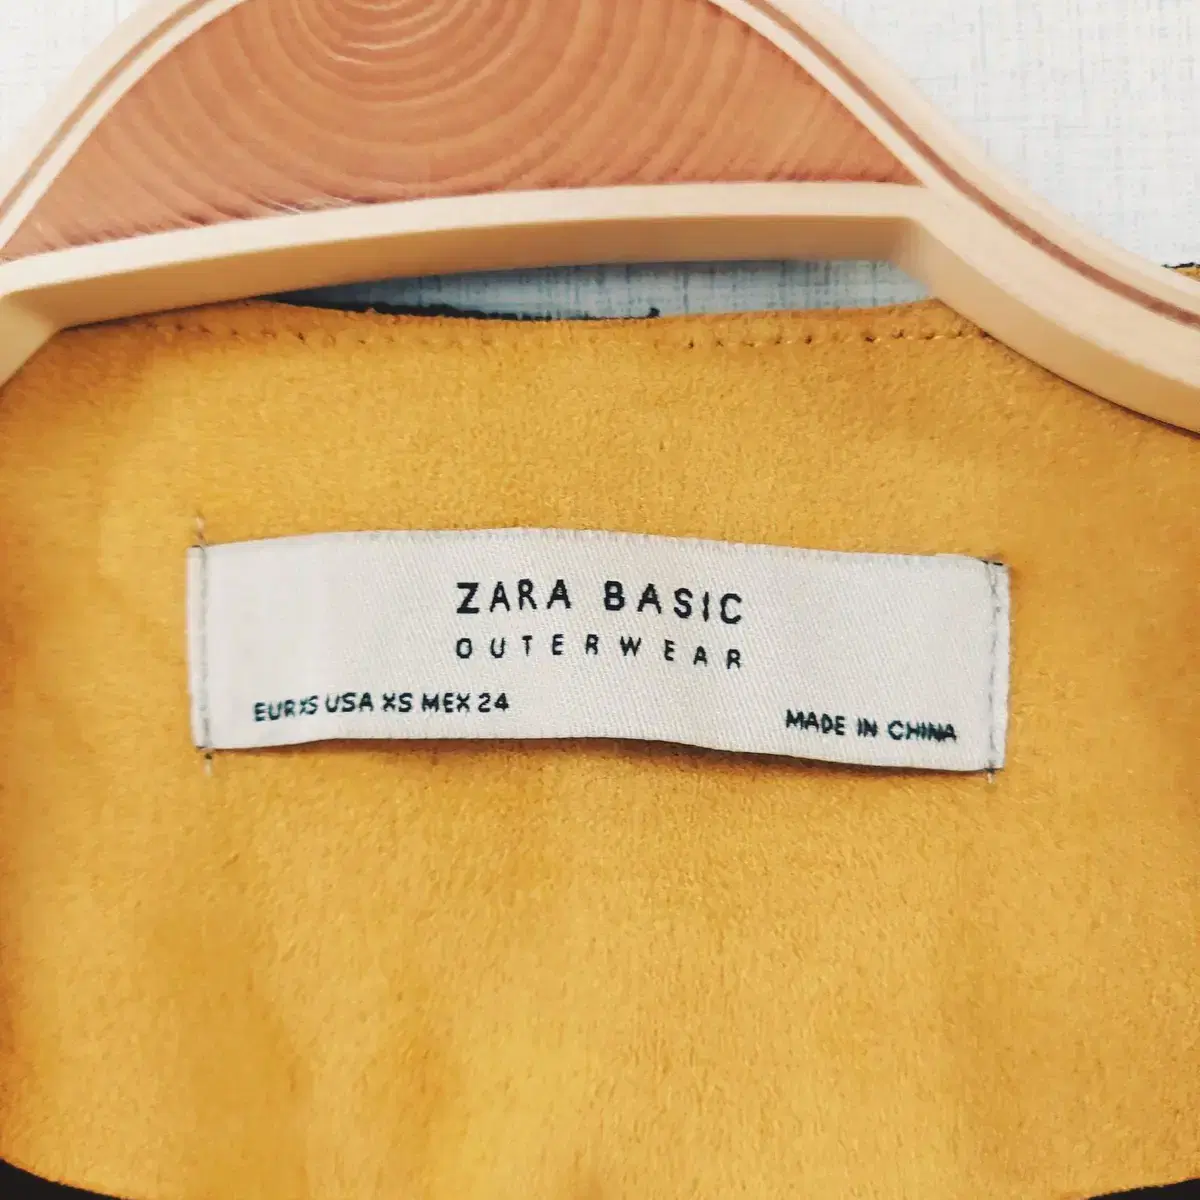 ZARA BASIC
OUTERWEAR
EUR XS USA XS MEX 24
MADE IN CHINA